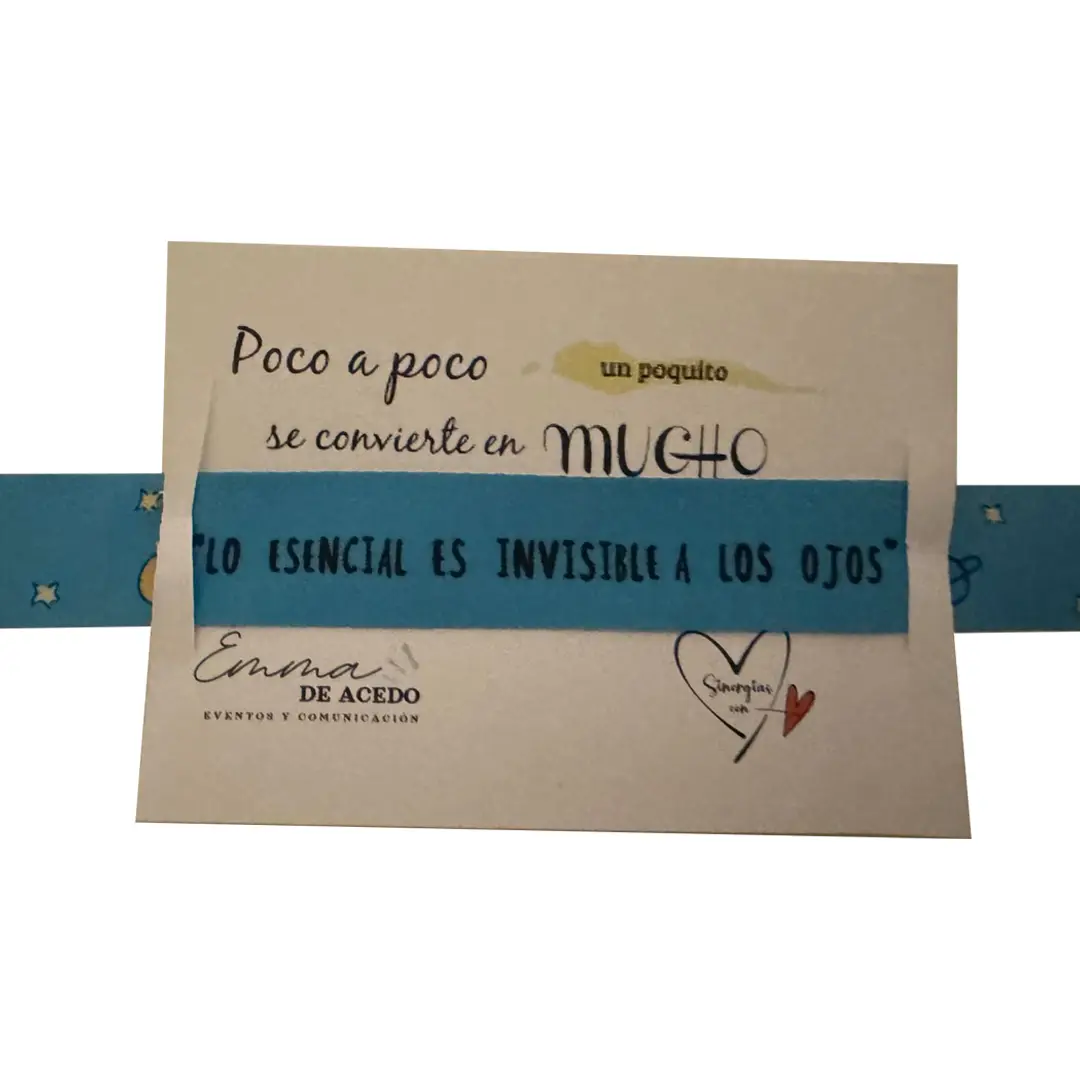 Poco a poco un poquito
se convierte en MUCHO
"LO ESENCIAL ES INVISIBLE A LOS OJOS"
Emma
DE ACEDO
EVENTOS Y COMUNICACIÓN
Sinergias
con